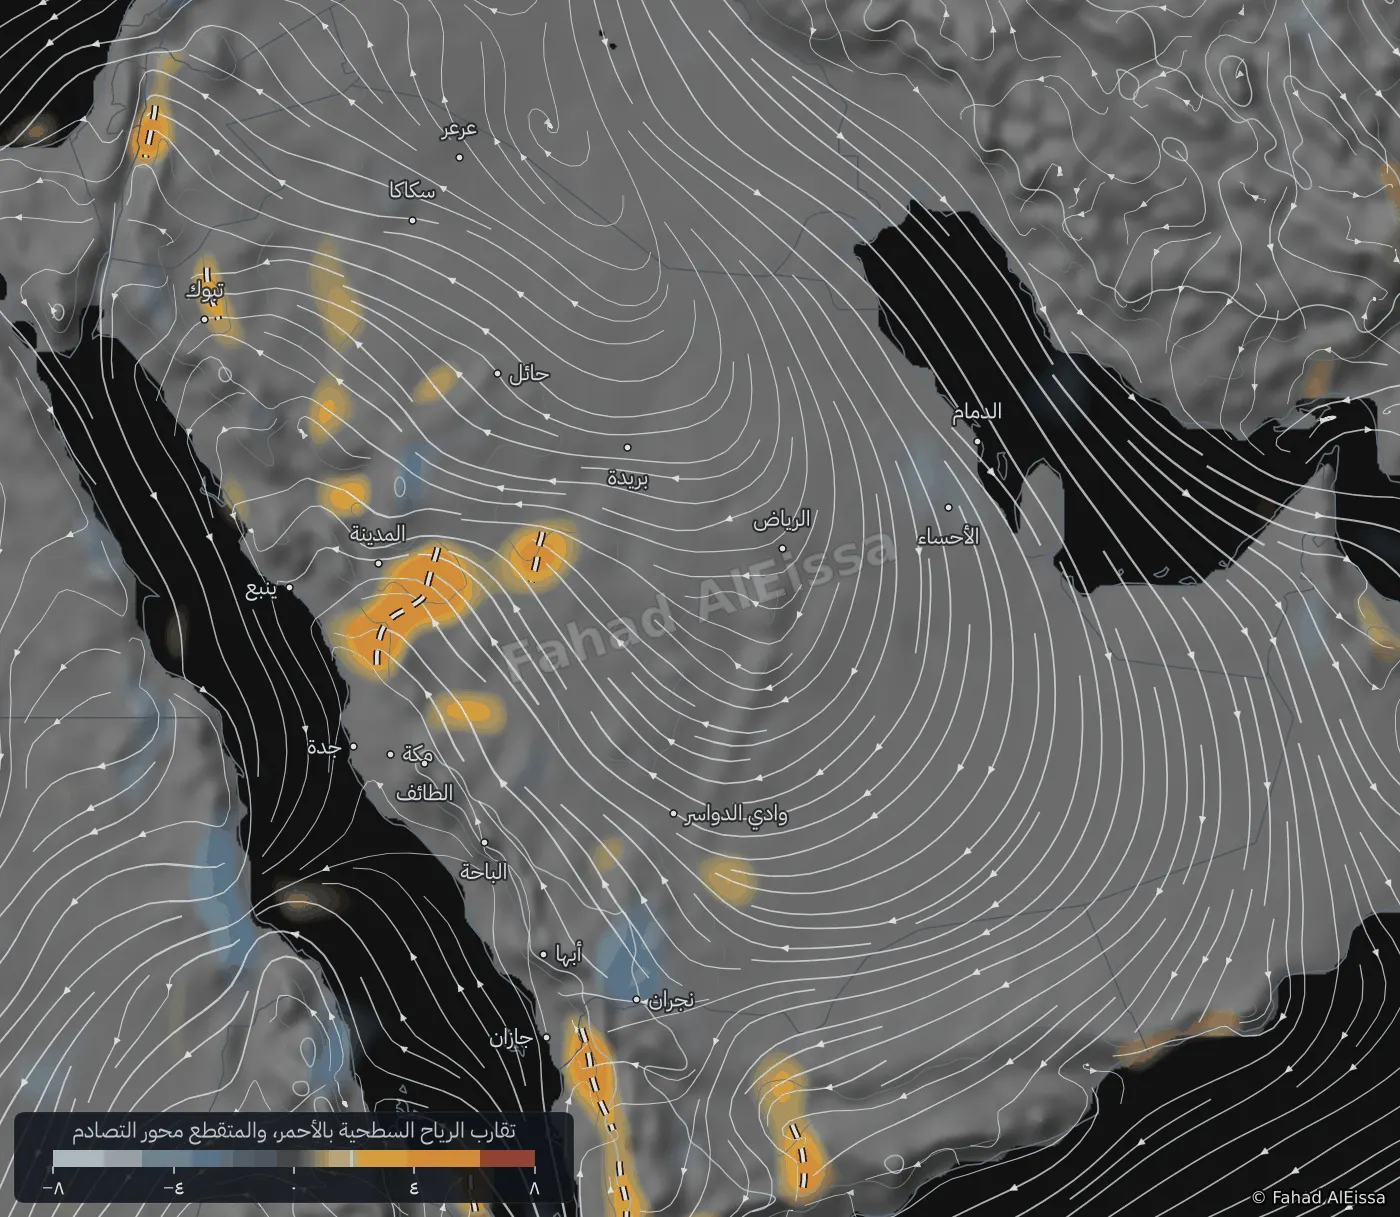 عرعر
سكاكا
تبوك
حائل
الدمام
بريدة
الرياض
الأحساء
المدينة
ينبع
Fahad AlEissa
جدة
مكة
الطائف
وادي الدواسر
الباحة
أبها
نجران
جازان
تقارب الرياح السطحية بالأحمر، والمتقطع محور التصادم
−٨ −٤ ٠ ٤ ٨
© Fahad AlEissa